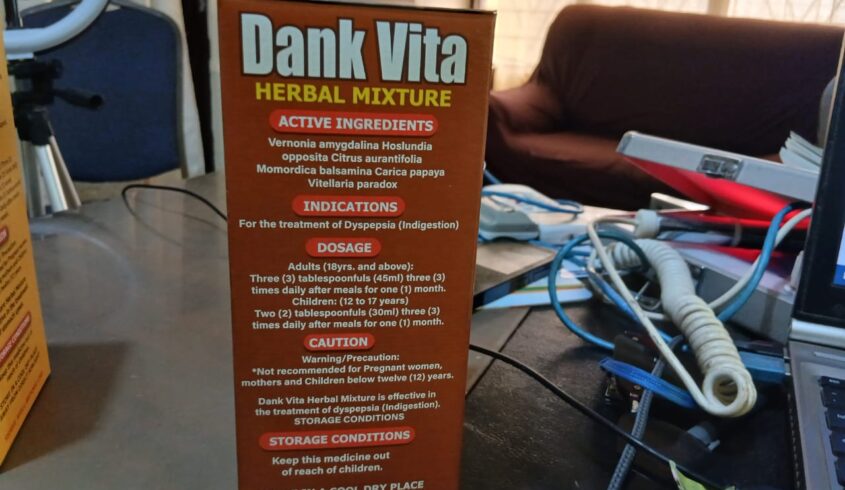 Dank Vita
HERBAL MIXTURE
ACTIVE INGREDIENTS
Vernonia amygdalina Hoslundia
opposita Citrus aurantifolia
Momordica balsamina Carica papaya
Vitellaria paradox
INDICATIONS
For the treatment of Dyspepsia (Indigestion)
DOSAGE
Adults (18yrs. and above):
Three (3) tablespoonfuls (45ml) three (3)
times daily after meals for one (1) month.
Children: (12 to 17 years)
Two (2) tablespoonfuls (30ml) three (3)
times daily after meals for one (1) month.
CAUTION
Warning/Precaution:
*Not recommended for Pregnant women,
mothers and Children below twelve (12) years.
Dank Vita Herbal Mixture is effective in
the treatment of dyspepsia (Indigestion).
STORAGE CONDITIONS
STORAGE CONDITIONS
Keep this medicine out
of reach of children.
A COOL DRY PLACE